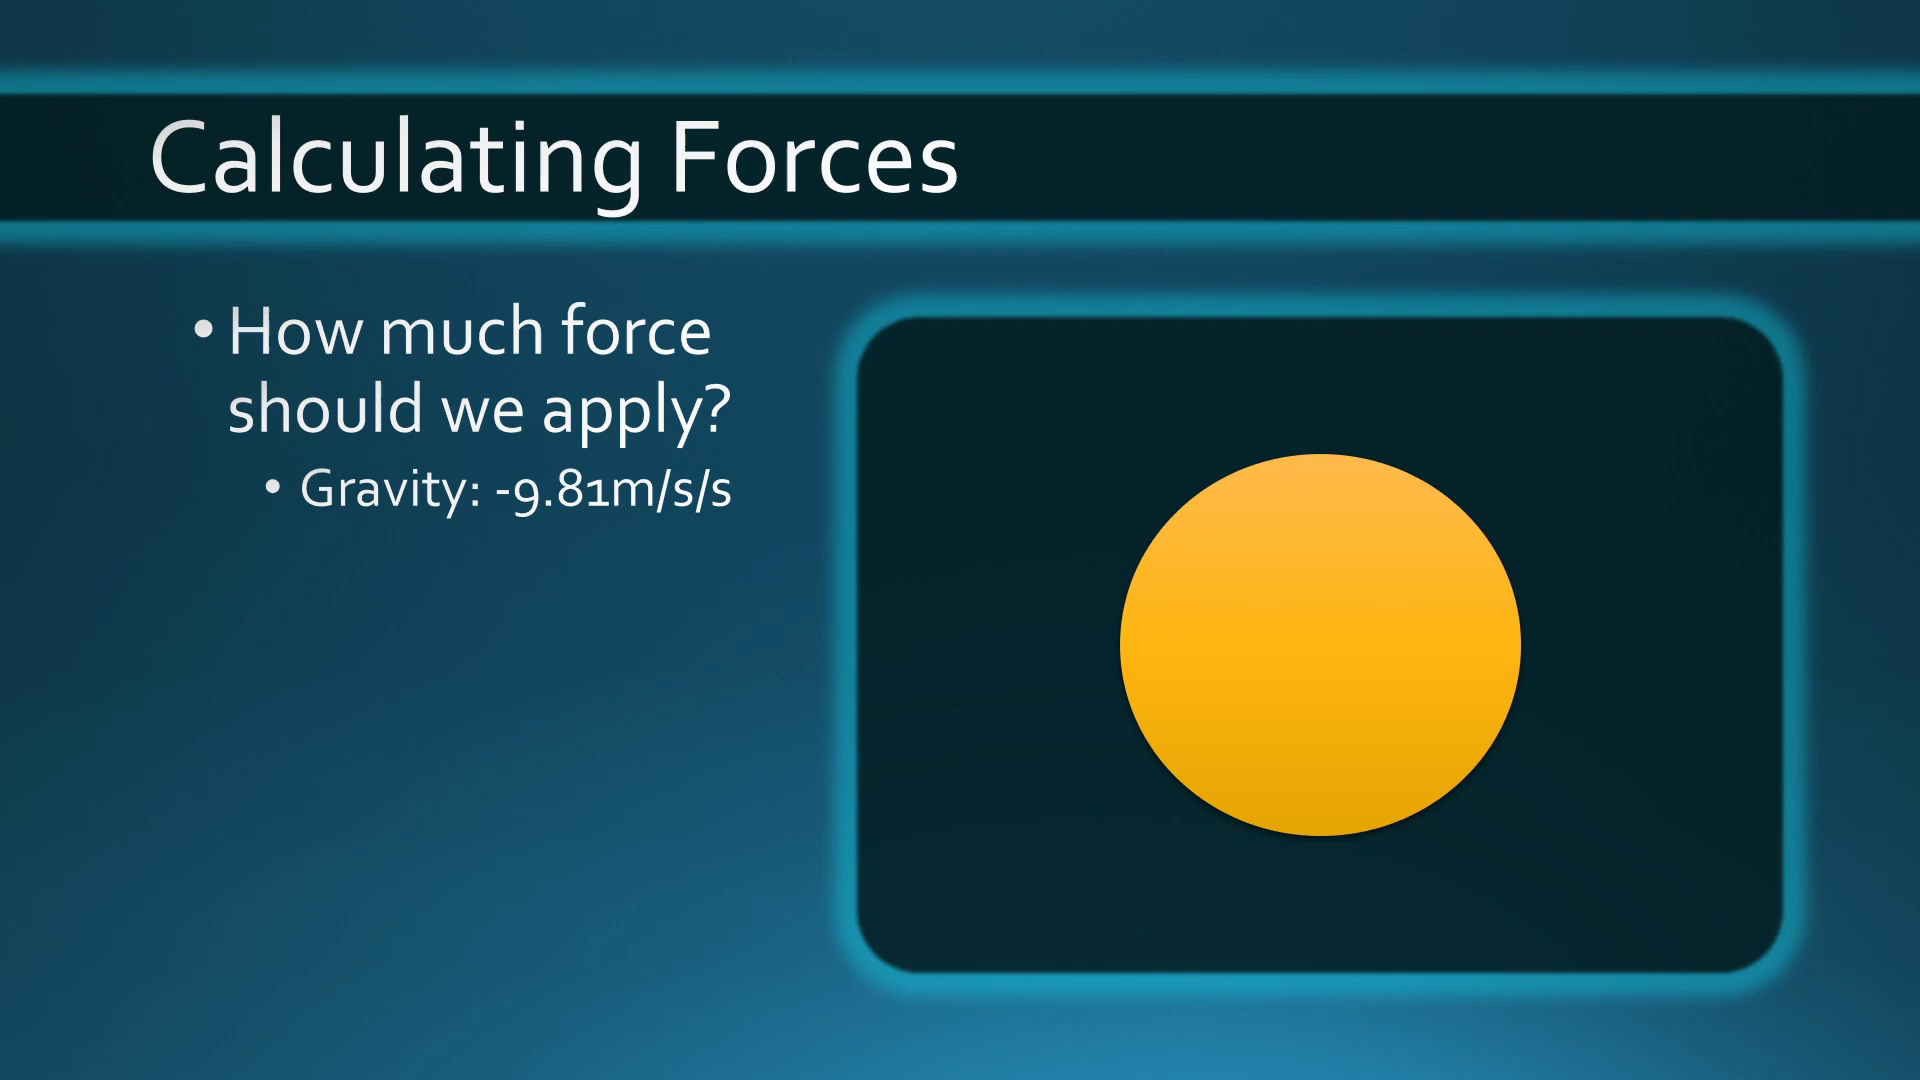 Calculating Forces
• How much force
should we apply?
• Gravity: -9.81m/s/s